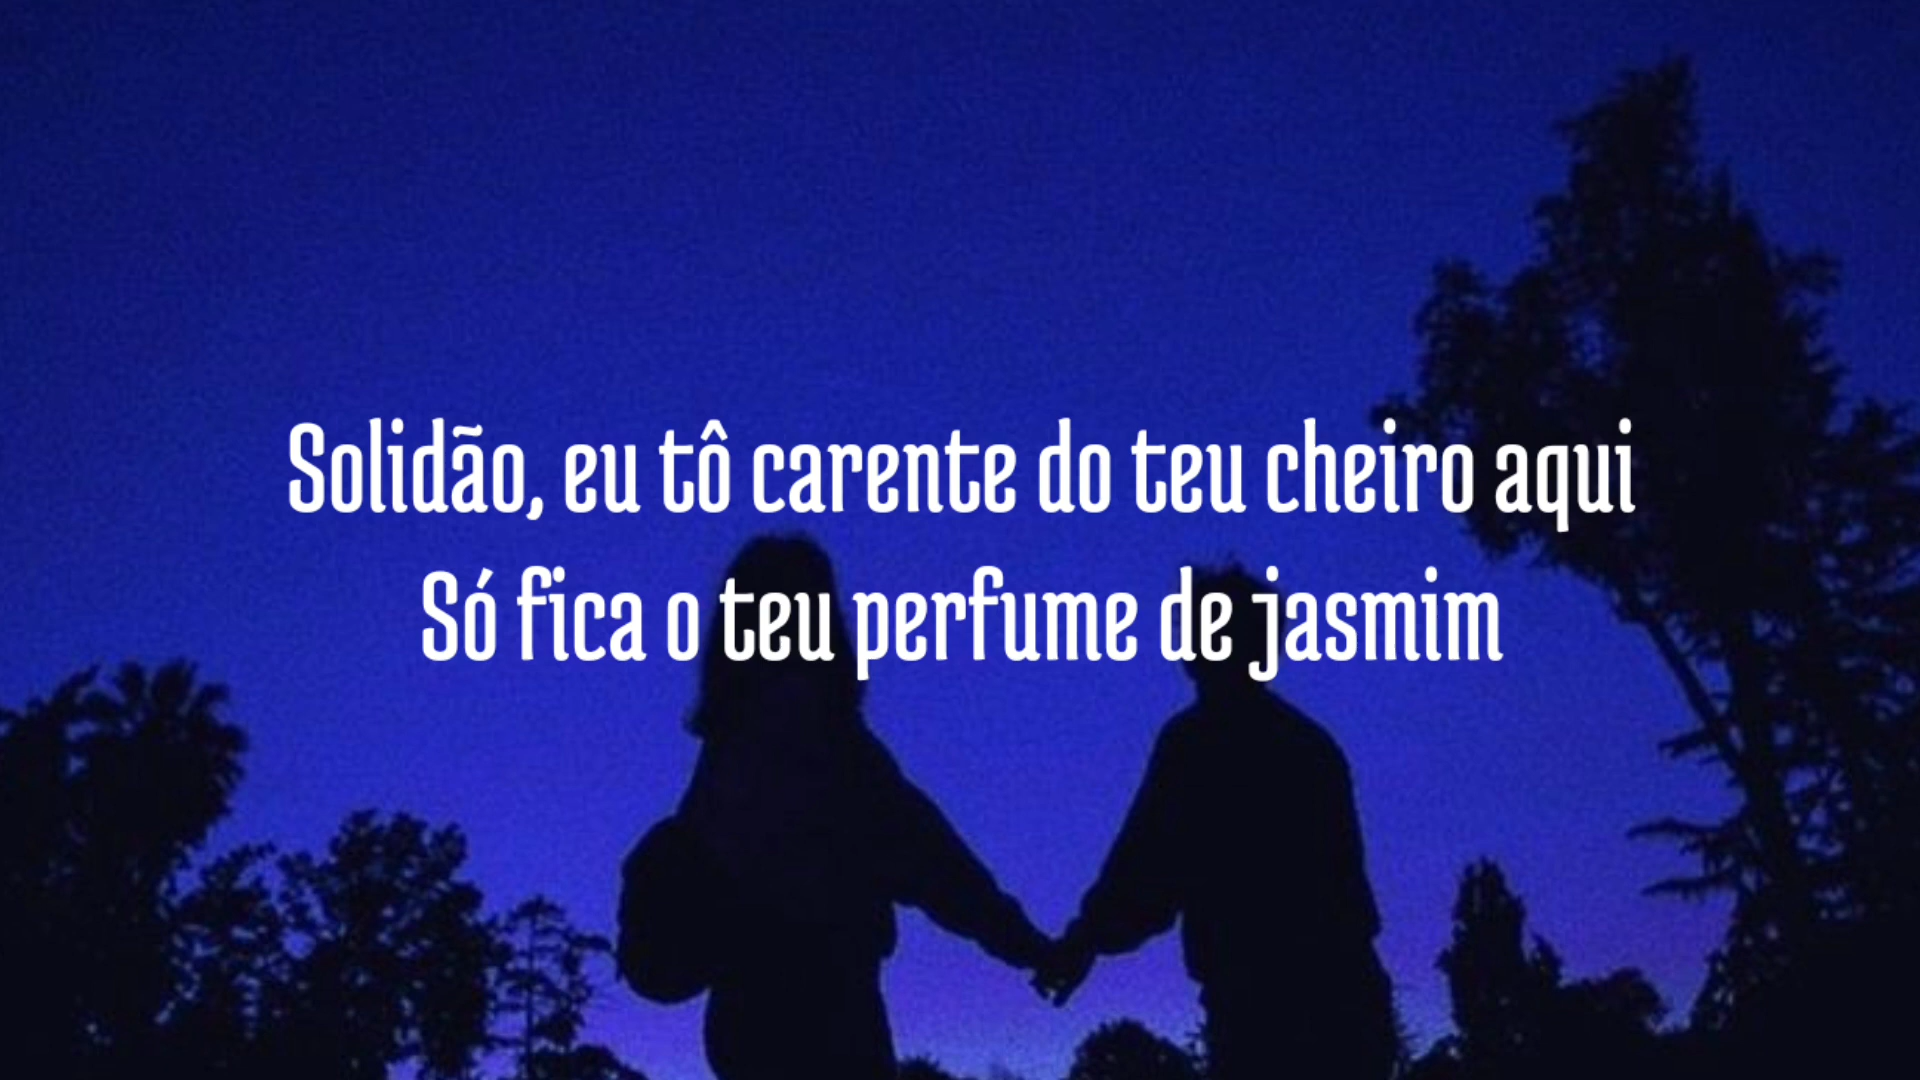 Solidão, eu tô carente do teu cheiro aqui
Só fica o teu perfume de jasmim